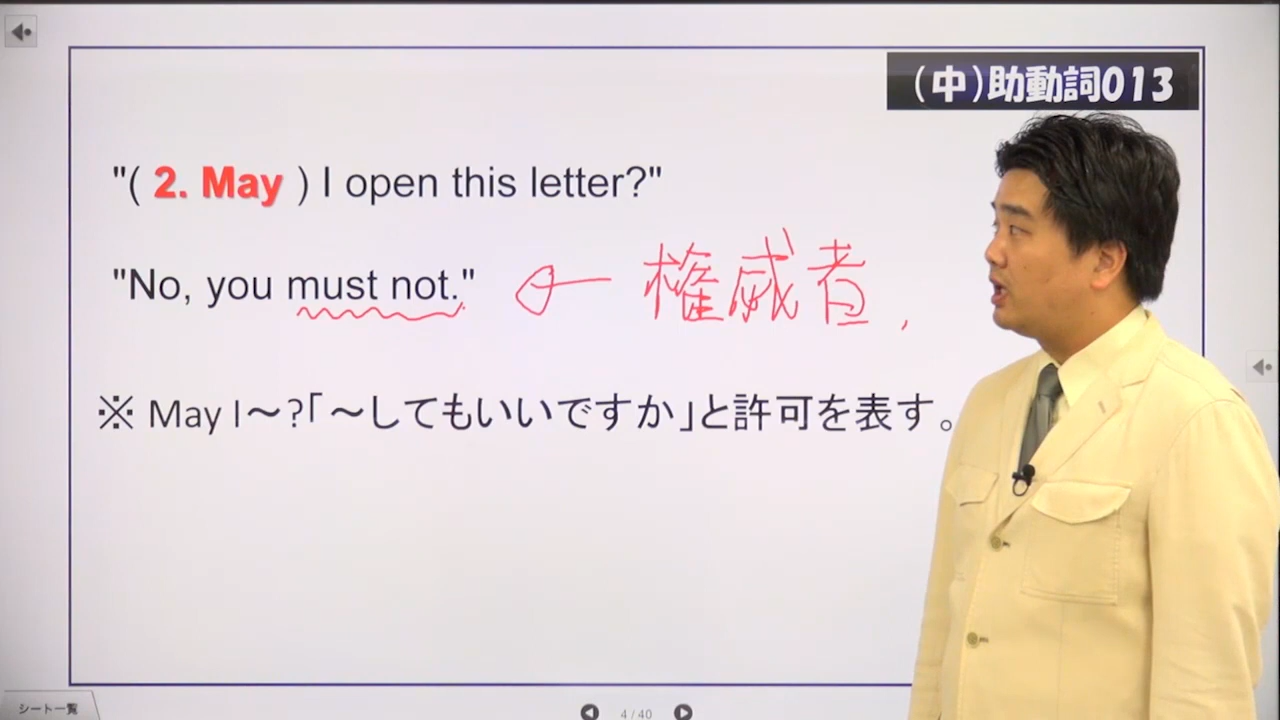 (中)助動詞013
"( 2. May ) I open this letter?"
"No, you must not." 権威者,
※ May I～?「～してもいいですか」と許可を表す。
シート一覧
4 / 40